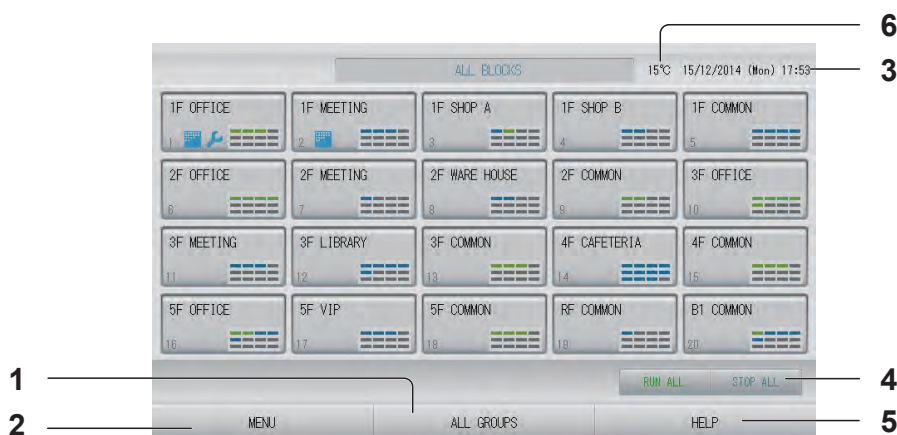 6
ALL BLOCKS 15°C 15/12/2014 (Mon) 17:53 3
1F OFFICE 1F MEETING 1F SHOP A 1F SHOP B 1F COMMON
1 2 3 4 5
2F OFFICE 2F MEETING 2F WARE HOUSE 2F COMMON 3F OFFICE
6 7 8 9 10
3F MEETING 3F LIBRARY 3F COMMON 4F CAFETERIA 4F COMMON
11 12 13 14 15
5F OFFICE 5F VIP 5F COMMON RF COMMON B1 COMMON
16 17 18 19 20
1 RUN ALL STOP ALL 4
2 MENU ALL GROUPS HELP 5